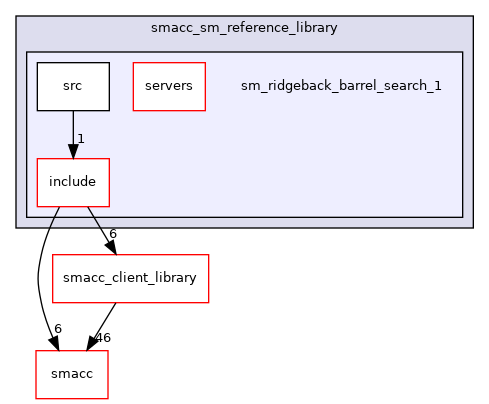 smacc_sm_reference_library
src
servers
sm_ridgeback_barrel_search_1
1
include
6
smacc_client_library
6
46
smacc